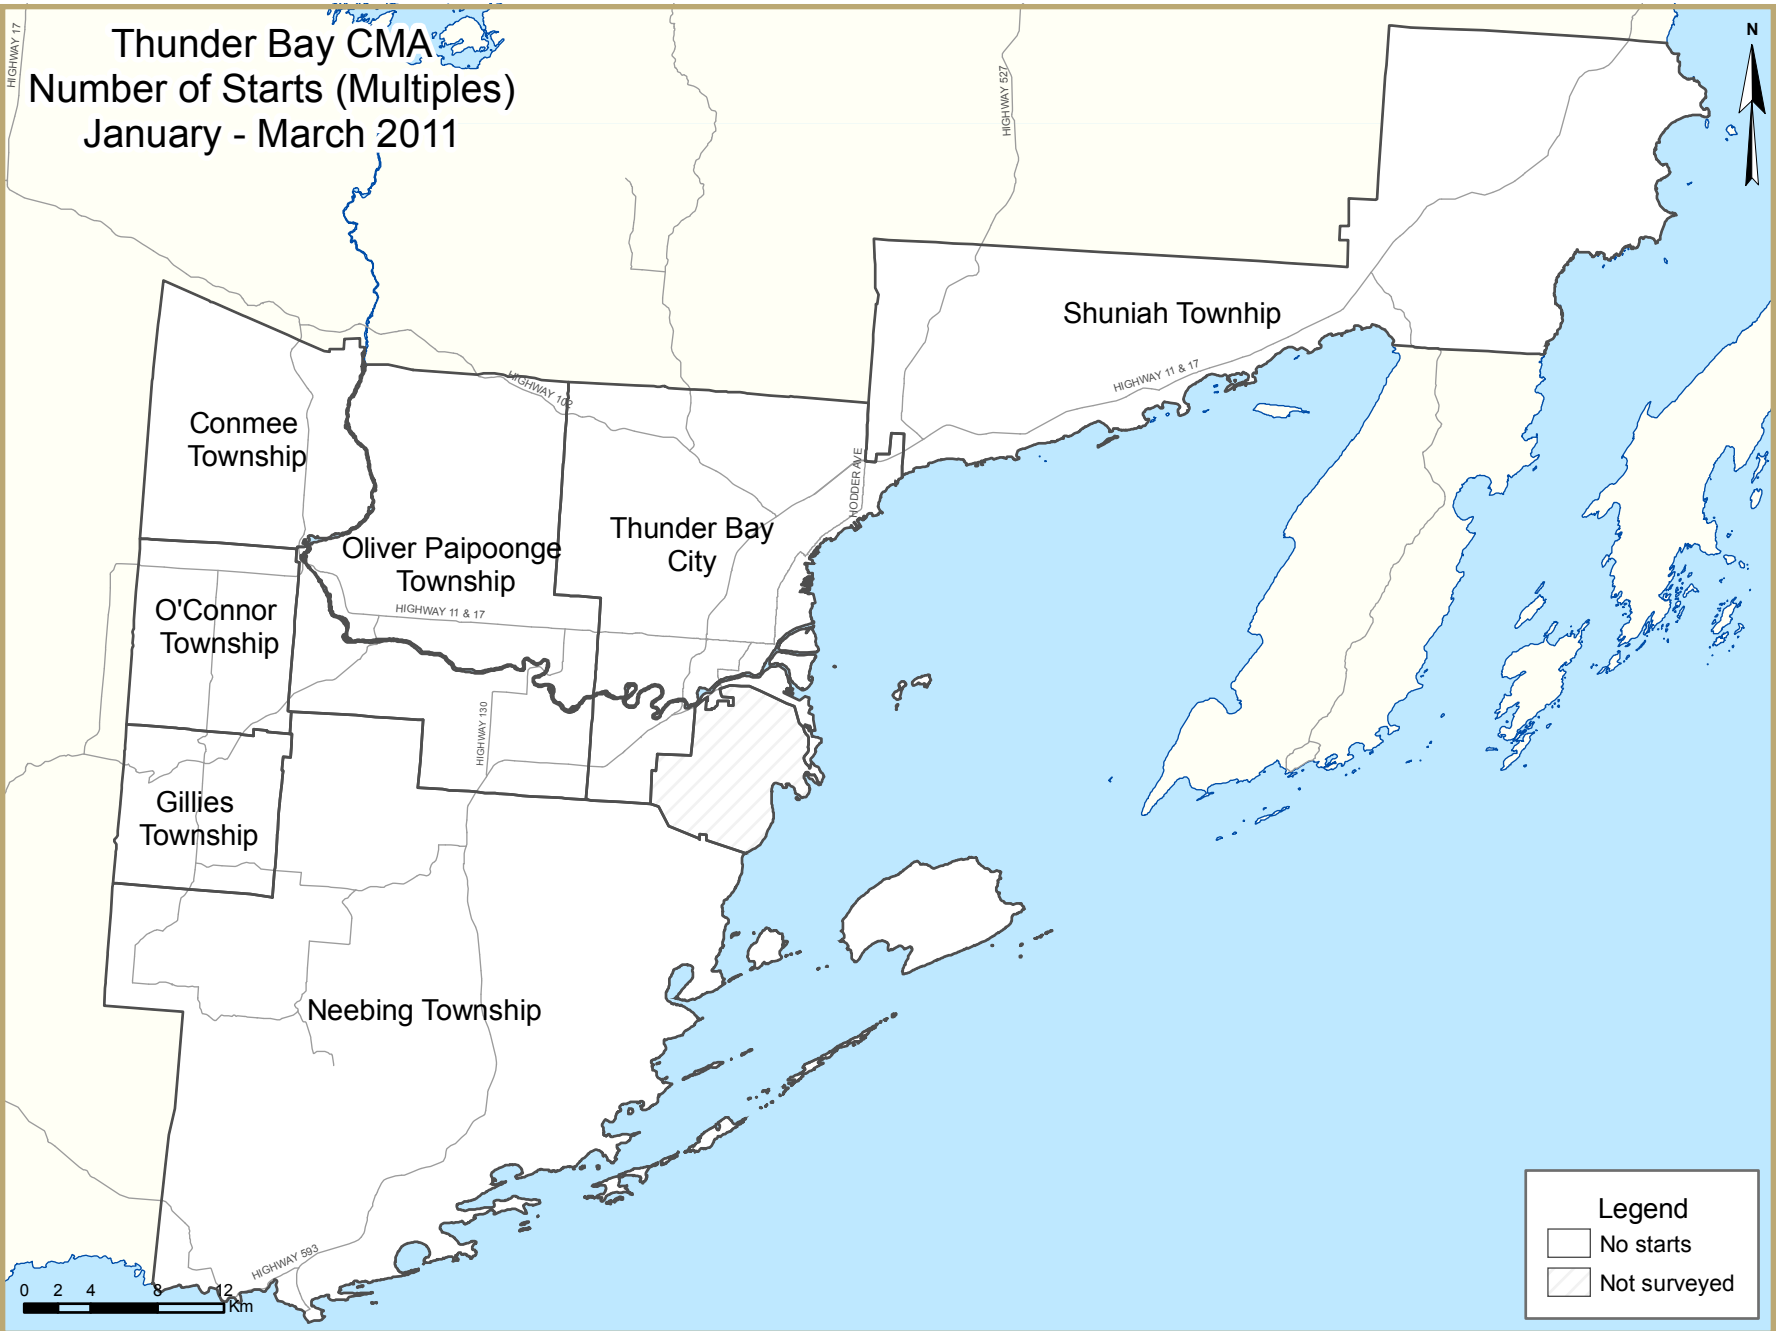 Thunder Bay CMA
Number of Starts (Multiples)
January - March 2011
N
HIGHWAY 17
HIGHWAY 527
Shuniah Townhip
HIGHWAY 11 & 17
HIGHWAY 102
Conmee
Township
HODDER AVE
Thunder Bay
City
Oliver Paipoonge
Township
O'Connor
Township
HIGHWAY 11 & 17
HIGHWAY 130
Gillies
Township
Neebing Township
HIGHWAY 593
0 2 4 8 12
Km
Legend
No starts
Not surveyed